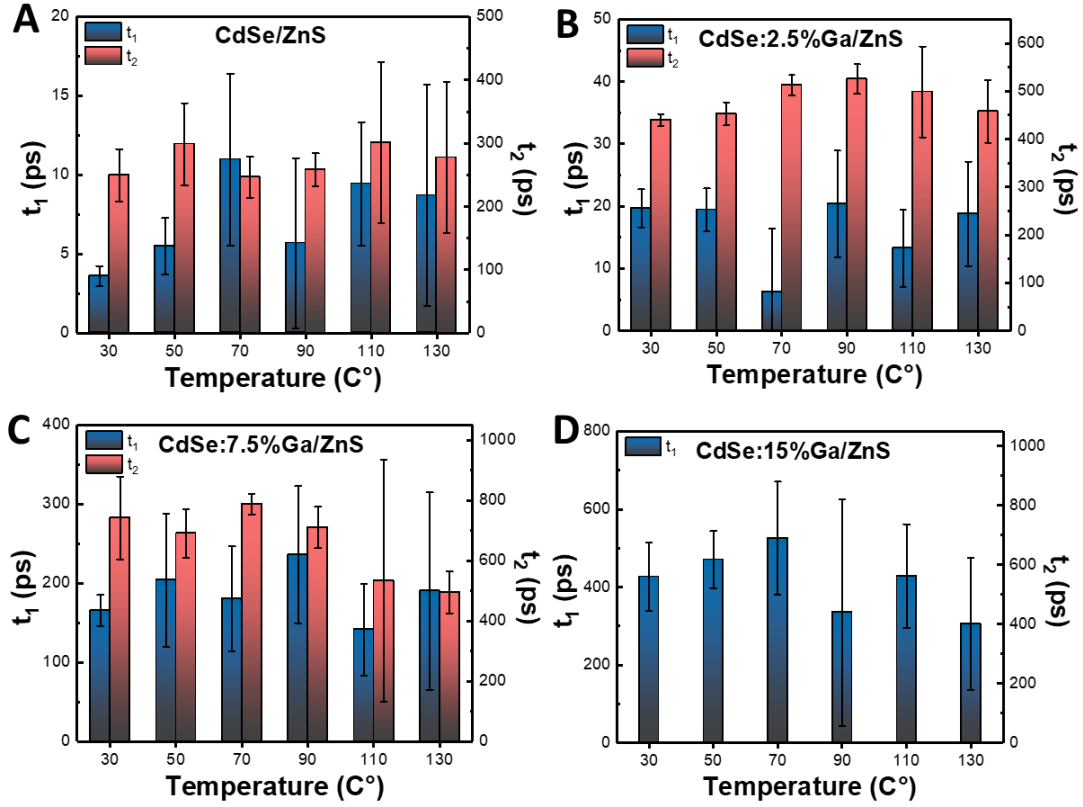 A
CdSe/ZnS
t1
t2
20
15
10
5
0
500
400
300
200
100
0
t1 (ps)
t2 (ps)
30 50 70 90 110 130
Temperature (C°)
B
CdSe:2.5%Ga/ZnS
t1
t2
50
40
30
20
10
0
600
500
400
300
200
100
0
t1 (ps)
t2 (ps)
30 50 70 90 110 130
Temperature (C°)
C
CdSe:7.5%Ga/ZnS
t1
t2
400
300
200
100
0
1000
800
600
400
200
0
t1 (ps)
t2 (ps)
30 50 70 90 110 130
Temperature (C°)
D
CdSe:15%Ga/ZnS
t1
800
600
400
200
0
1000
800
600
400
200
0
t1 (ps)
t2 (ps)
30 50 70 90 110 130
Temperature (C°)